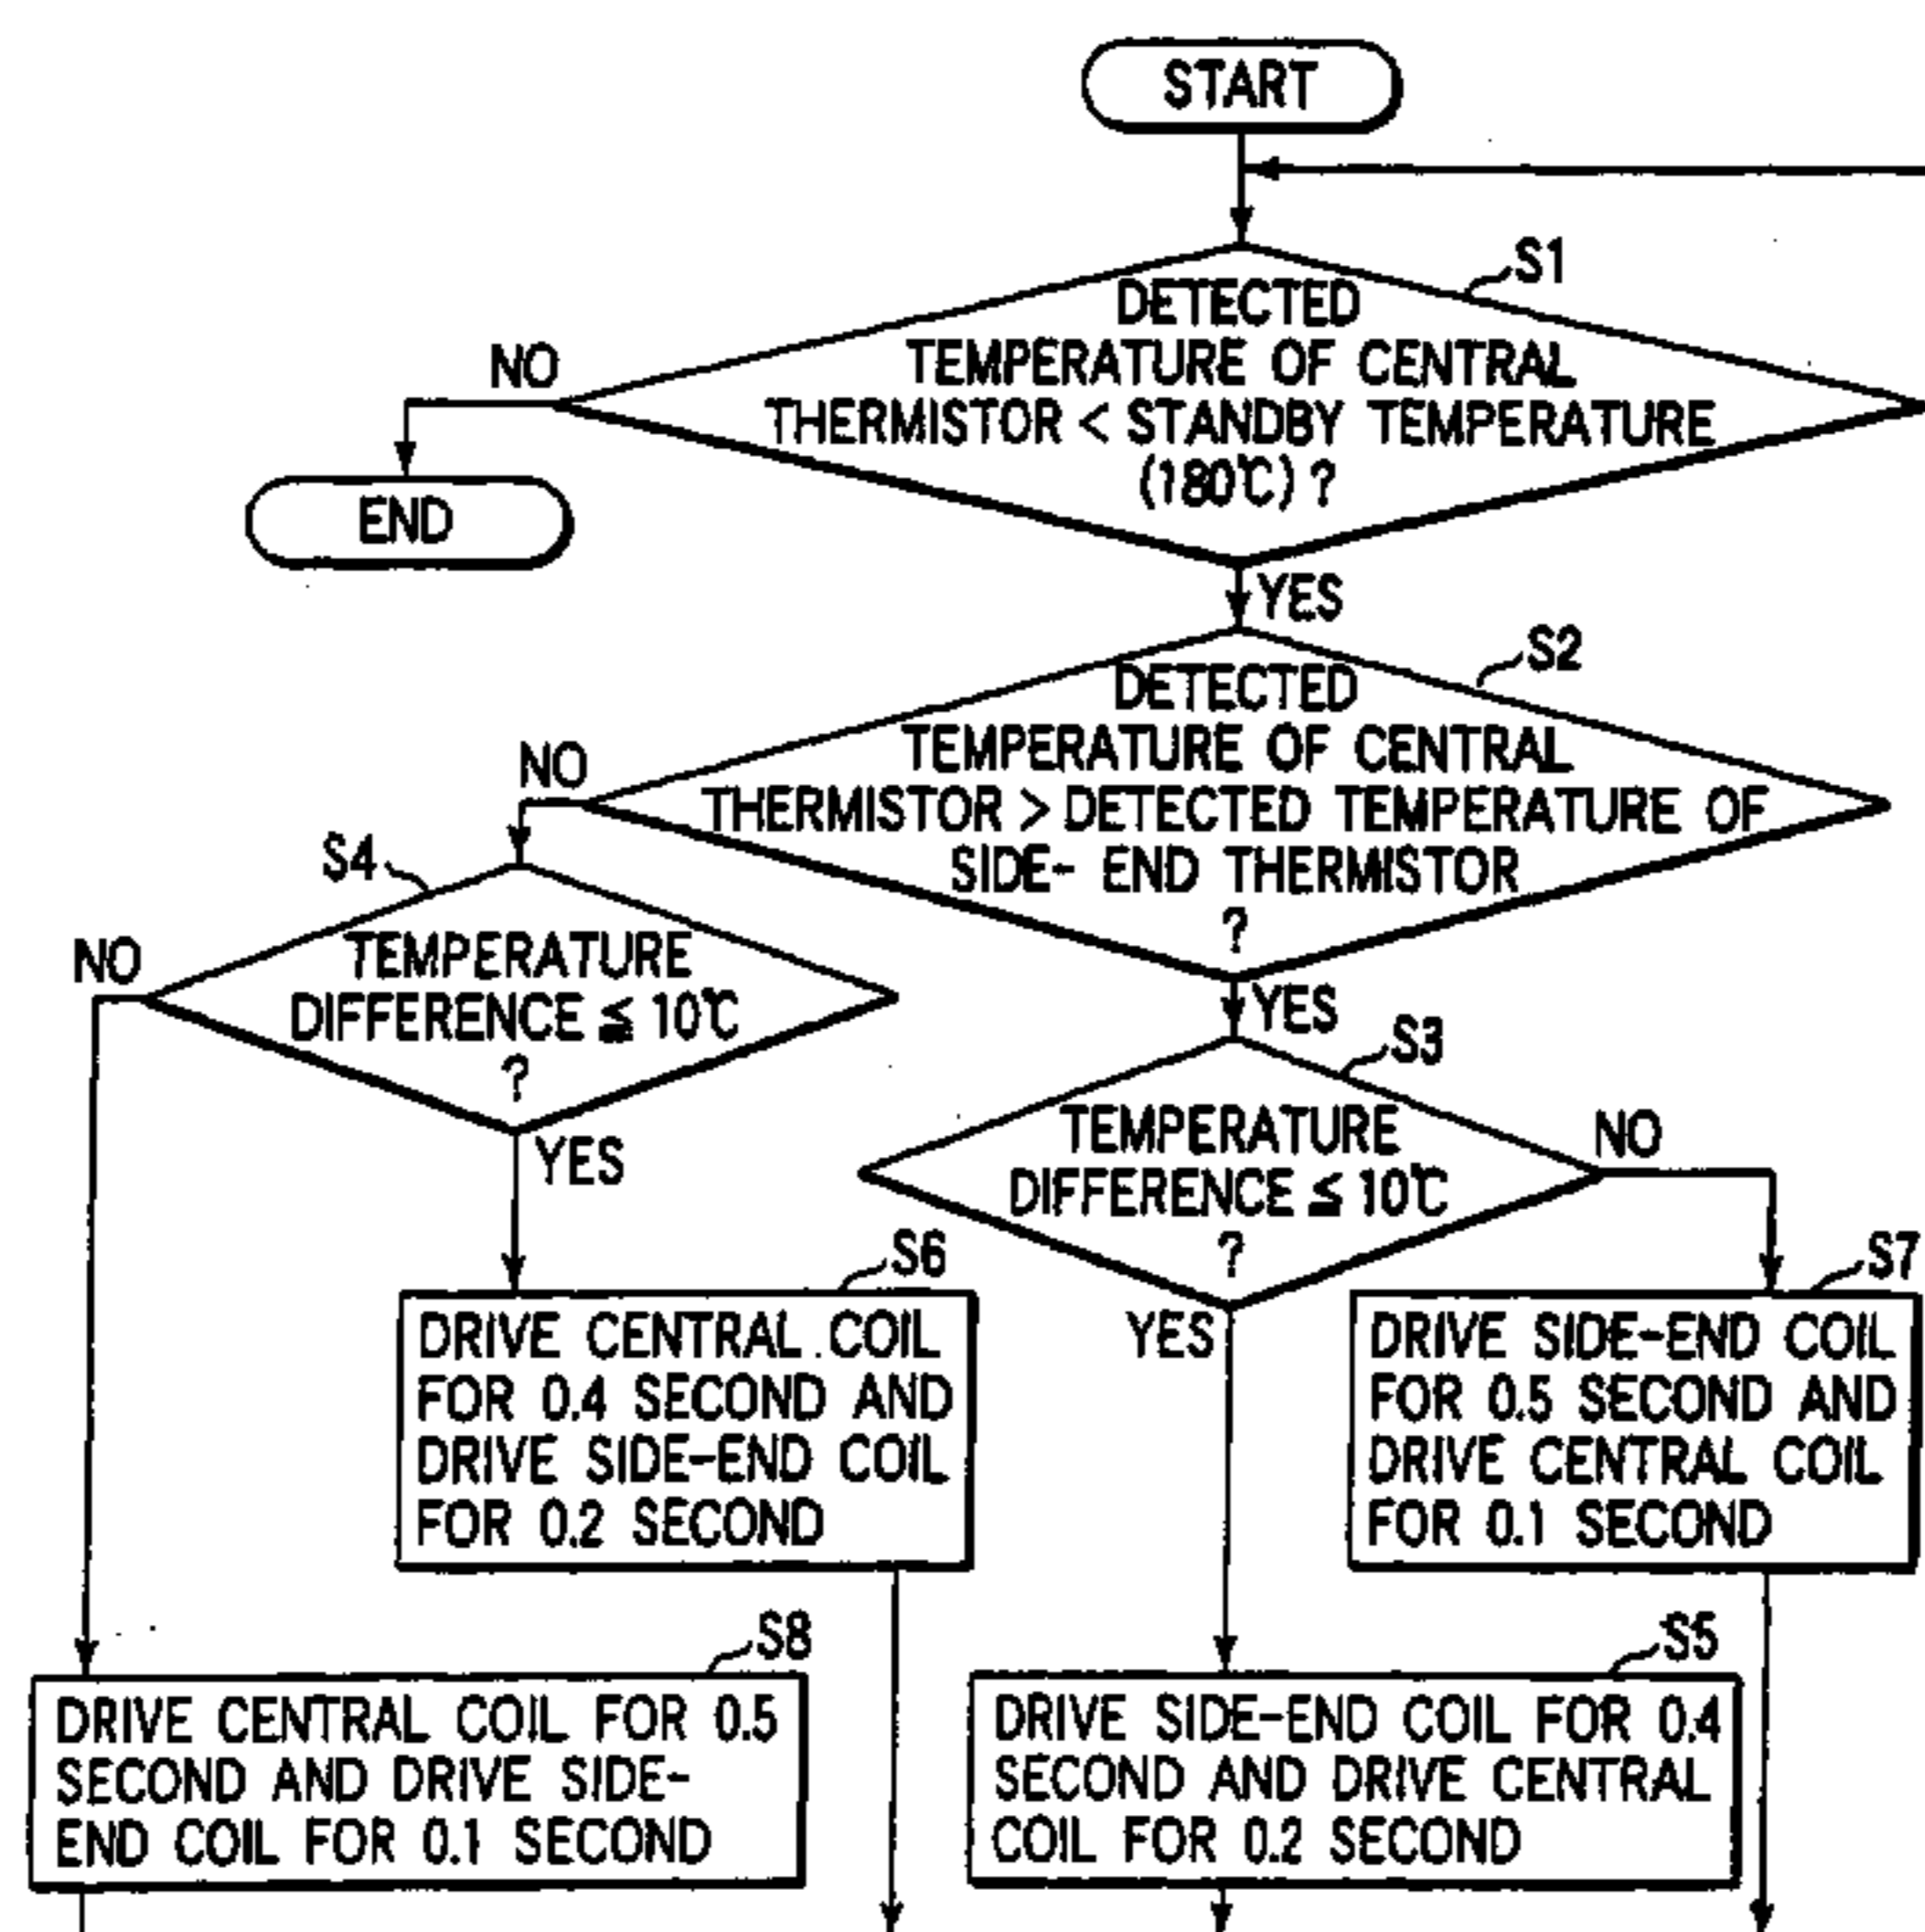 START
S1
DETECTED
TEMPERATURE OF CENTRAL
THERMISTOR < STANDBY TEMPERATURE
(180℃) ?
NO
END
YES
S2
DETECTED
TEMPERATURE OF CENTRAL
THERMISTOR > DETECTED TEMPERATURE OF
SIDE- END THERMISTOR
?
NO
S4
TEMPERATURE
DIFFERENCE ≦ 10℃
?
NO
YES
YES
S3
TEMPERATURE
DIFFERENCE ≦ 10℃
?
NO
YES
S6
DRIVE CENTRAL COIL
FOR 0.4 SECOND AND
DRIVE SIDE-END COIL
FOR 0.2 SECOND
S7
DRIVE SIDE-END COIL
FOR 0.5 SECOND AND
DRIVE CENTRAL COIL
FOR 0.1 SECOND
S8
DRIVE CENTRAL COIL FOR 0.5
SECOND AND DRIVE SIDE-
END COIL FOR 0.1 SECOND
S5
DRIVE SIDE-END COIL FOR 0.4
SECOND AND DRIVE CENTRAL
COIL FOR 0.2 SECOND